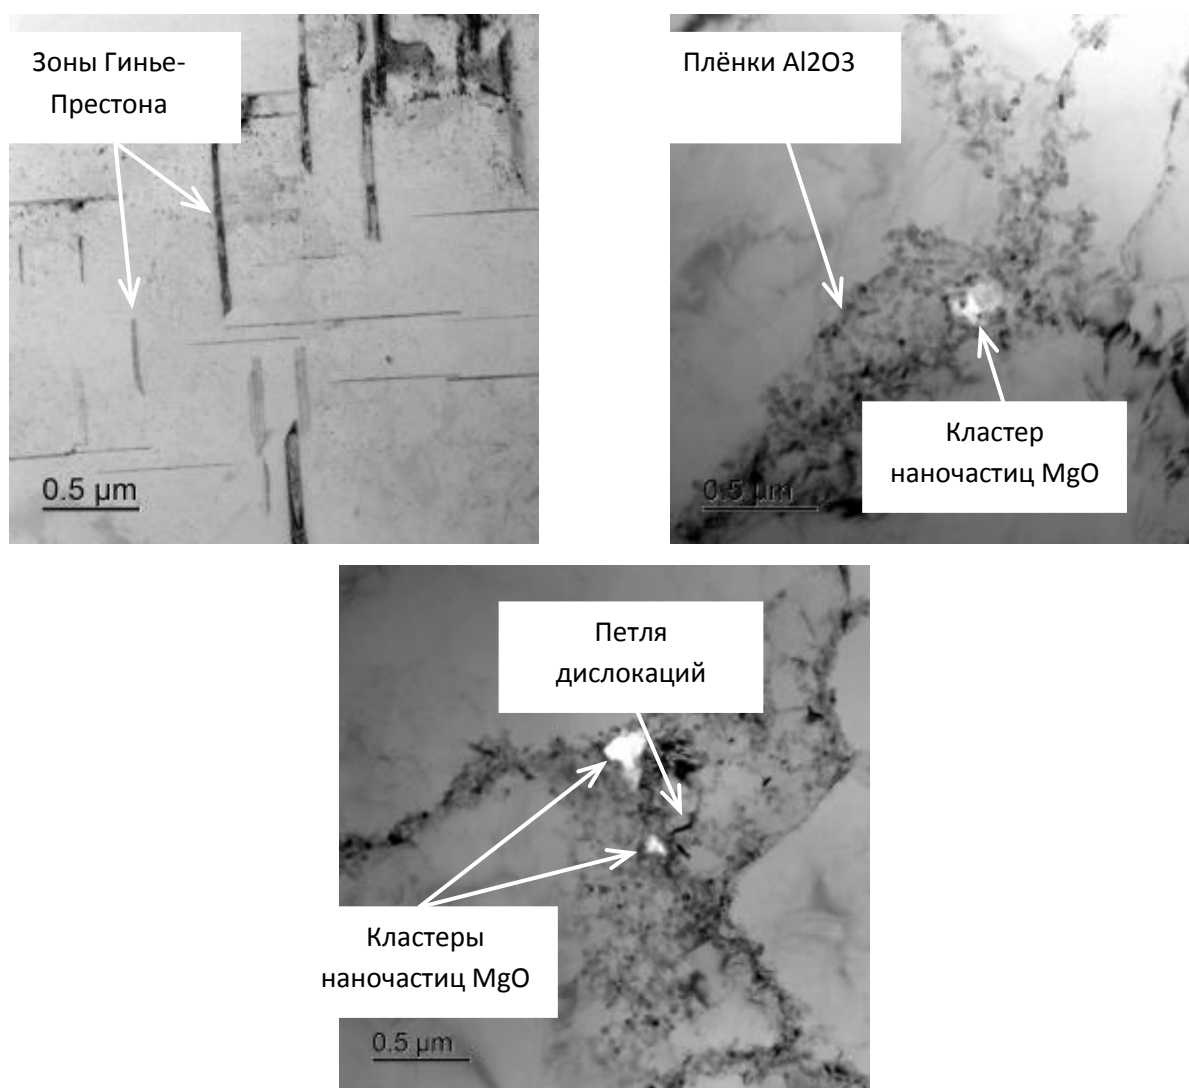 Зоны Гинье-
Престона
0.5 µm
Плёнки Al2O3
Кластер
наночастиц MgO
0.5 µm
Петля
дислокаций
Кластеры
наночастиц MgO
0.5 µm